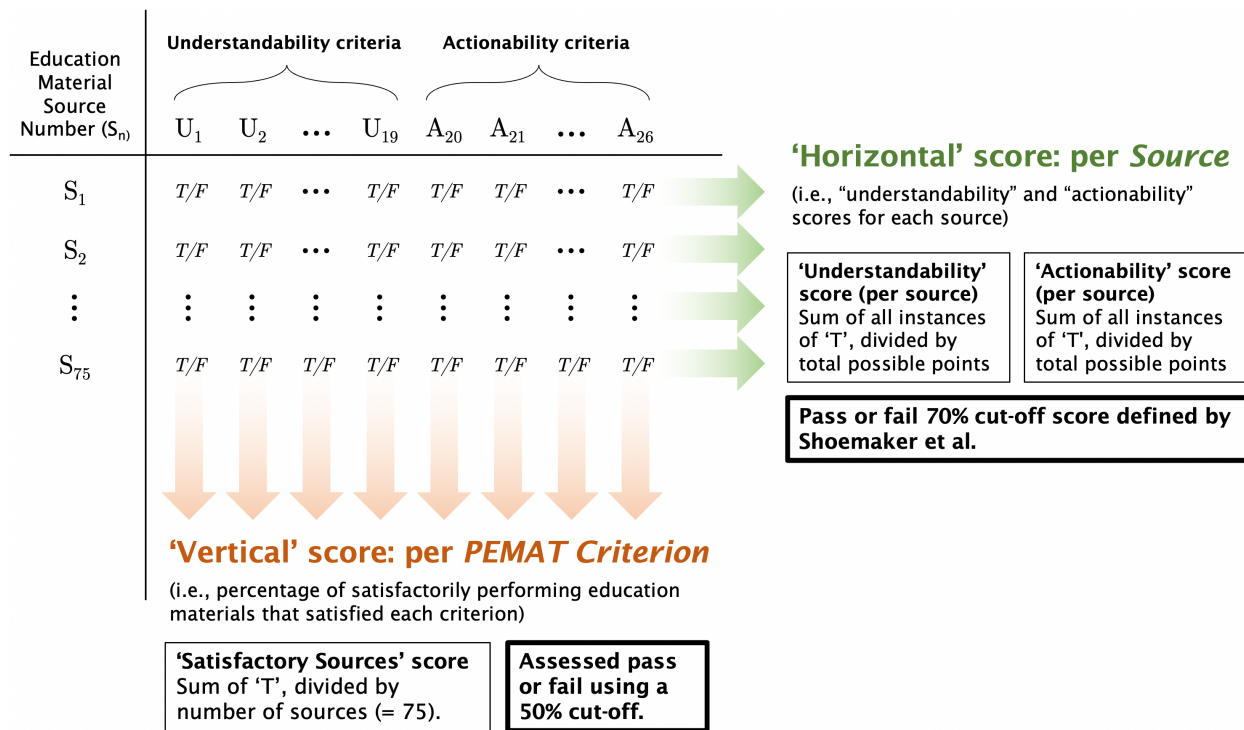 Understandability criteria
Actionability criteria
Education
Material
Source
Number (Sn)
U1 U2 ... U19 A20 A21 ... A26
S1 T/F T/F ... T/F T/F T/F ... T/F
S2 T/F T/F ... T/F T/F T/F ... T/F
⋮ ⋮ ⋮ ⋮ ⋮ ⋮ ⋮ ⋮ ⋮
S75 T/F T/F T/F T/F T/F T/F T/F T/F
‘Horizontal’ score: per Source
(i.e., “understandability” and “actionability”
scores for each source)
‘Understandability’
score (per source)
Sum of all instances
of ‘T’, divided by
total possible points
‘Actionability’ score
(per source)
Sum of all instances
of ‘T', divided by
total possible points
Pass or fail 70% cut-off score defined by
Shoemaker et al.
‘Vertical’ score: per PEMAT Criterion
(i.e., percentage of satisfactorily performing education
materials that satisfied each criterion)
‘Satisfactory Sources’ score
Sum of ‘T’, divided by
number of sources (= 75).
Assessed pass
or fail using a
50% cut-off.